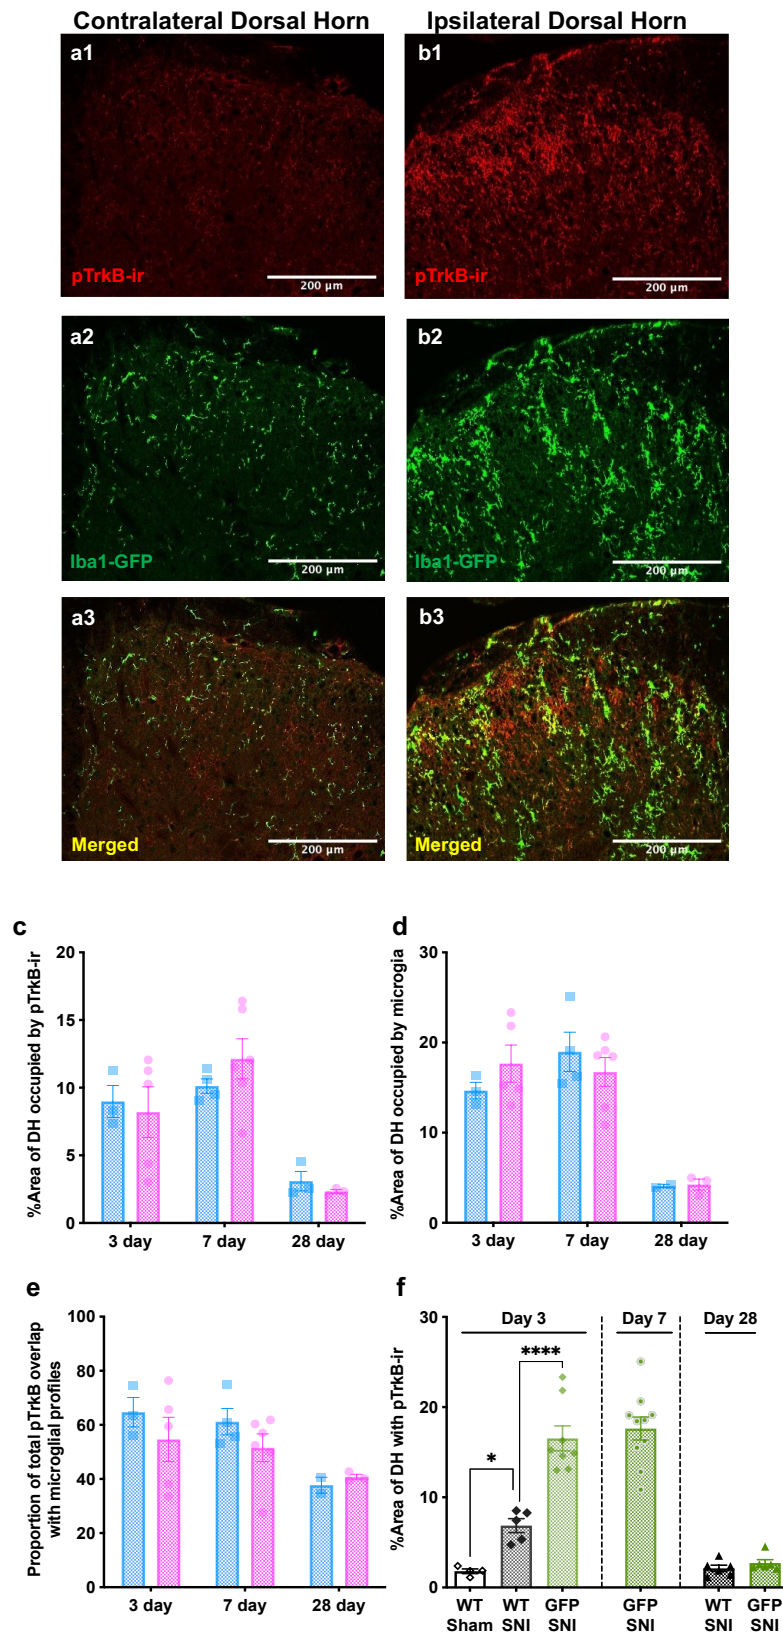 Contralateral Dorsal Horn
Ipsilateral Dorsal Horn
a1
pTrkB-ir
200 µm
b1
pTrkB-ir
200 µm
a2
Iba1-GFP
200 µm
b2
Iba1-GFP
200 µm
a3
Merged
200 µm
b3
Merged
200 µm
c
%Area of DH occupied by pTrkB-ir
20
15
10
5
0
3 day
7 day
28 day
d
%Area of DH occupied by microgia
30
20
10
0
3 day
7 day
28 day
e
Proportion of total pTrkB overlap
with microglial profiles
100
80
60
40
20
0
3 day
7 day
28 day
f
%Area of DH with pTrkB-ir
30
20
10
0
Day 3
Day 7
Day 28
*
****
WT
Sham
WT
SNI
GFP
SNI
GFP
SNI
WT
SNI
GFP
SNI